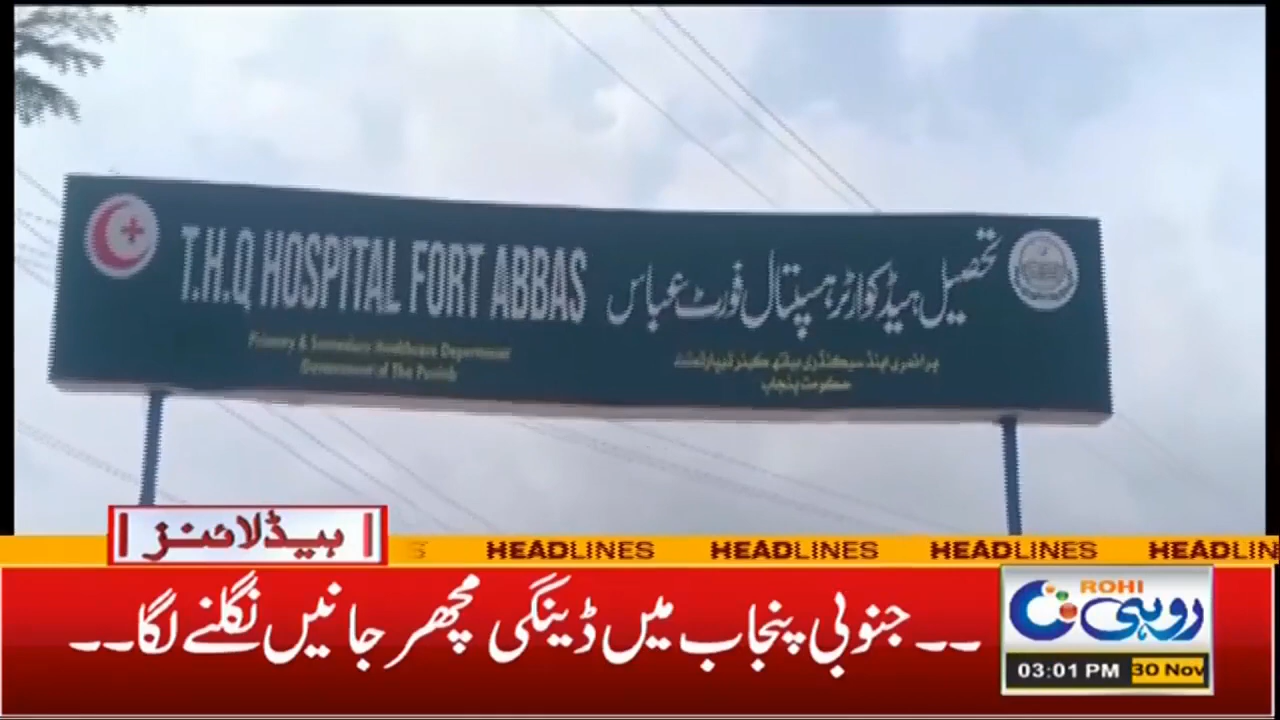 T.H.Q HOSPITAL FORT ABBAS
تحصیل ہیڈ کوارٹر ہسپتال فورٹ عباس
Primary & Secondary Healthcare Department
Government of The Punjab
پرائمری اینڈ سیکنڈری ہیلتھ کیئر ڈیپارٹمنٹ
حکومت پنجاب
ہیڈلائنز
HEADLINES HEADLINES HEADLINES HEADLIN
۔۔ جنوبی پنجاب میں ڈینگی مچھر جانیں نگلنے لگا۔۔
ROHI
روہی
03:01 PM 30 Nov